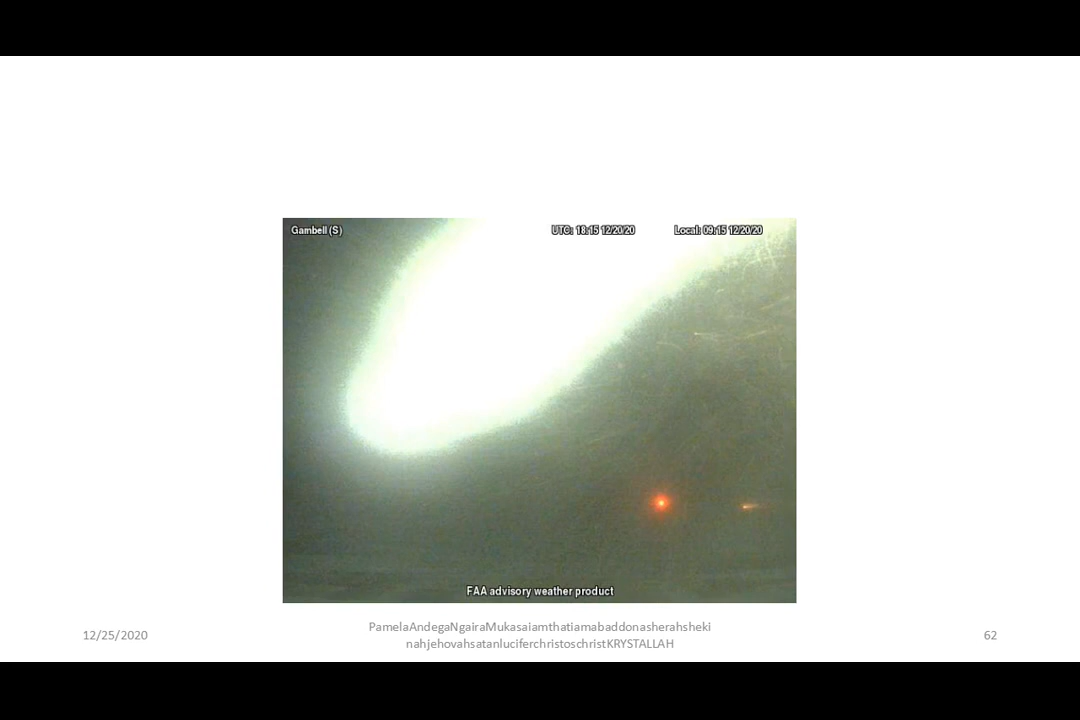 Gambell (S) UTC: 18:15 12/20/20 Local: 09:15 12/20/20
FAA advisory weather product
12/25/2020
PamelaAndegaNgairaMukasaiamthatiamabaddonasherahsheki
nahjehovahsatanluciferchristoschristKRYSTALLAH
62